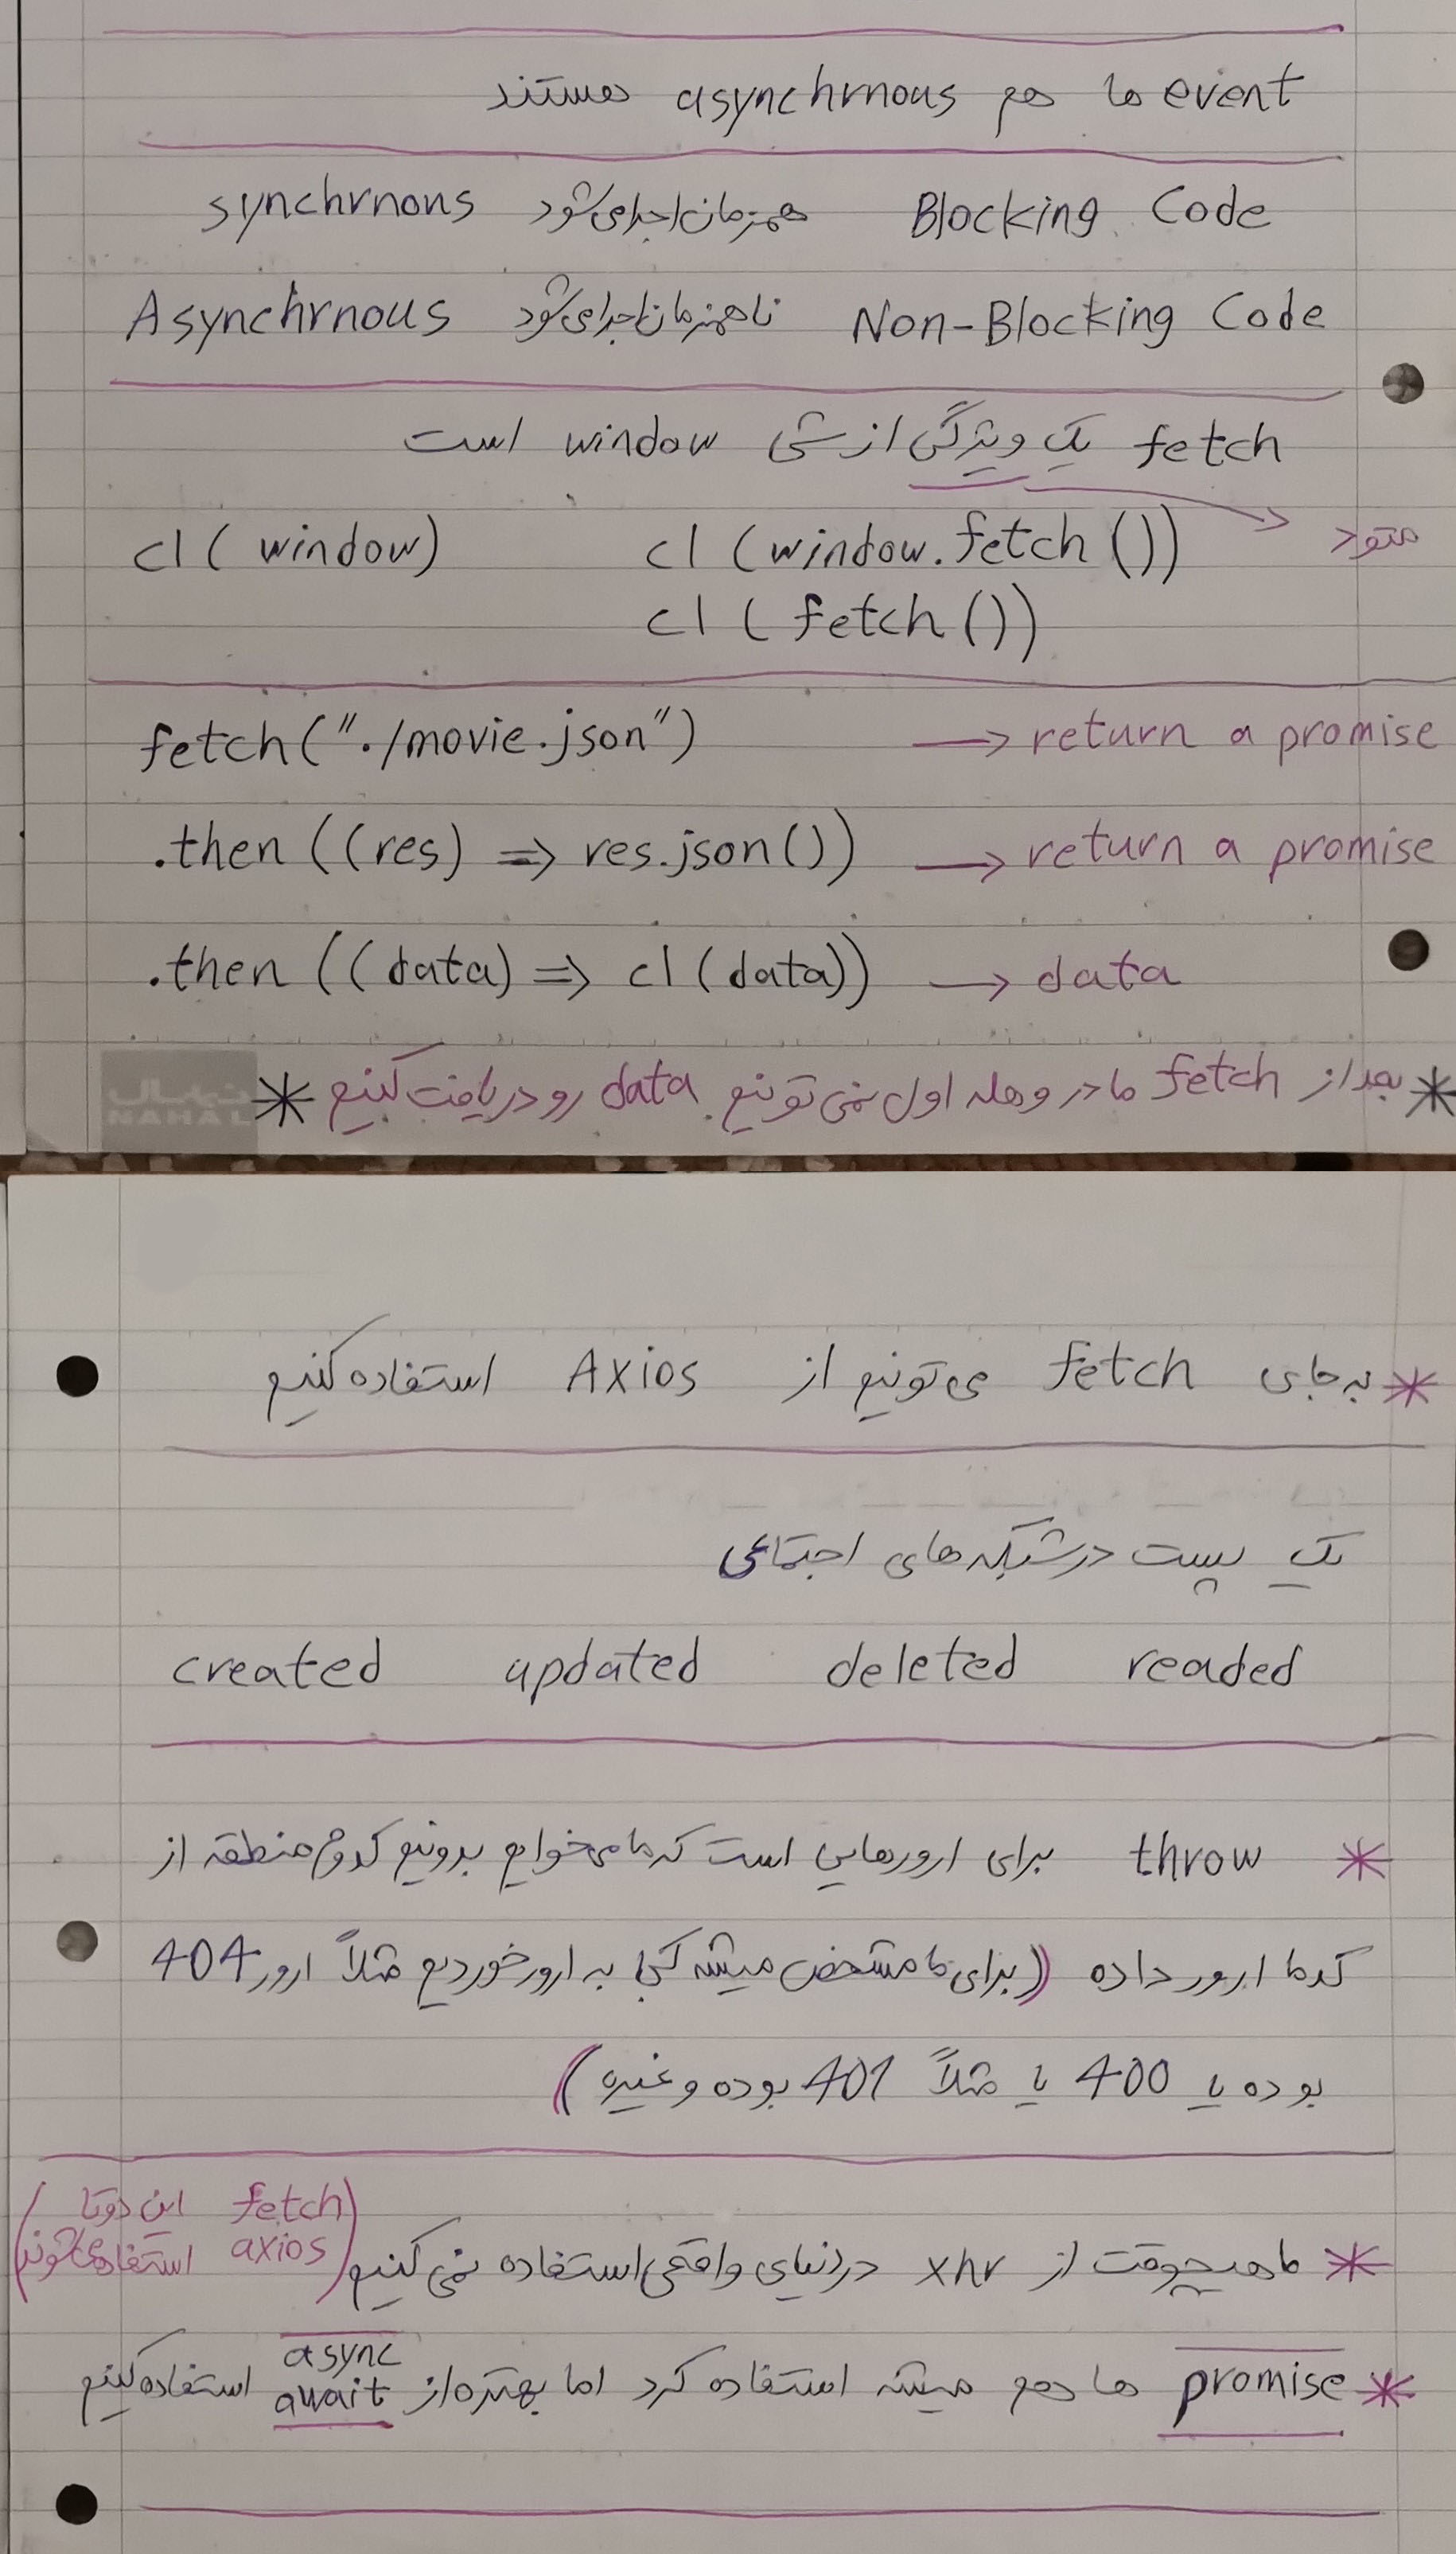 event ها هم asynchrnous هستند
synchrnons همزمان اجرا می‌شود Blocking Code
Asynchrnous ناهمزمان اجرا می‌شود Non-Blocking Code
fetch یک ویژگی از شی window است
cl ( window) cl (window.fetch ()) متود
cl ( fetch ())
fetch("./movie.json") → return a promise
.then ((res) => res.json()) → return a promise
.then ((data) => cl (data)) → data
* بعد از fetch ما در وهله اول نمی تونیم data رو دریافت کنیم *
نهال
NAHAL
* به جای fetch می تونیم از Axios استفاده کنیم
یک پست در شبکه های اجتماعی
created updated deleted readed
* throw برای ارورهایی است که ما می خوایم بدونیم کدوم منطقه از
کد ما ارور داده (برای ما مشخص میشه کجا به ارور خوردیم مثلاً ارور 404
بوده یا 400 یا مثلاً 401 بوده و غیره)
* ما هیچوقت از xhr در دنیای واقعی استفاده نمی کنیم (fetch axios این دوتا استفاده میشوند)
* promise ها هم میشه استفاده کرد اما بهتره از async await استفاده کنیم